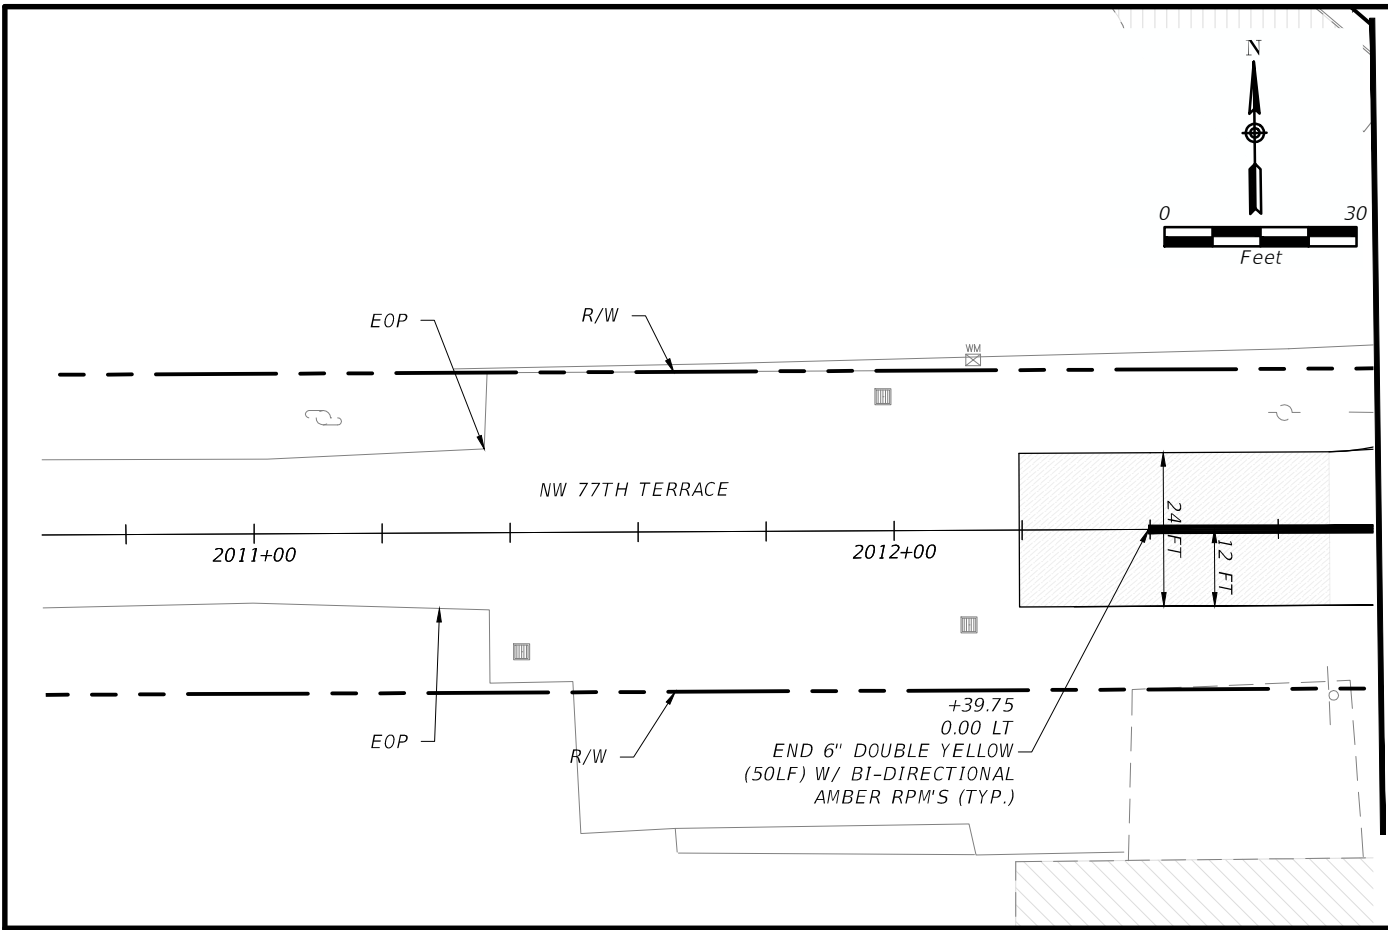 N
0 30
Feet
EOP
R/W
WM
NW 77TH TERRACE
24 FT
12 FT
2011+00
2012+00
+39.75
0.00 LT
END 6" DOUBLE YELLOW
(50LF) W/ BI-DIRECTIONAL
AMBER RPM'S (TYP.)
EOP
R/W